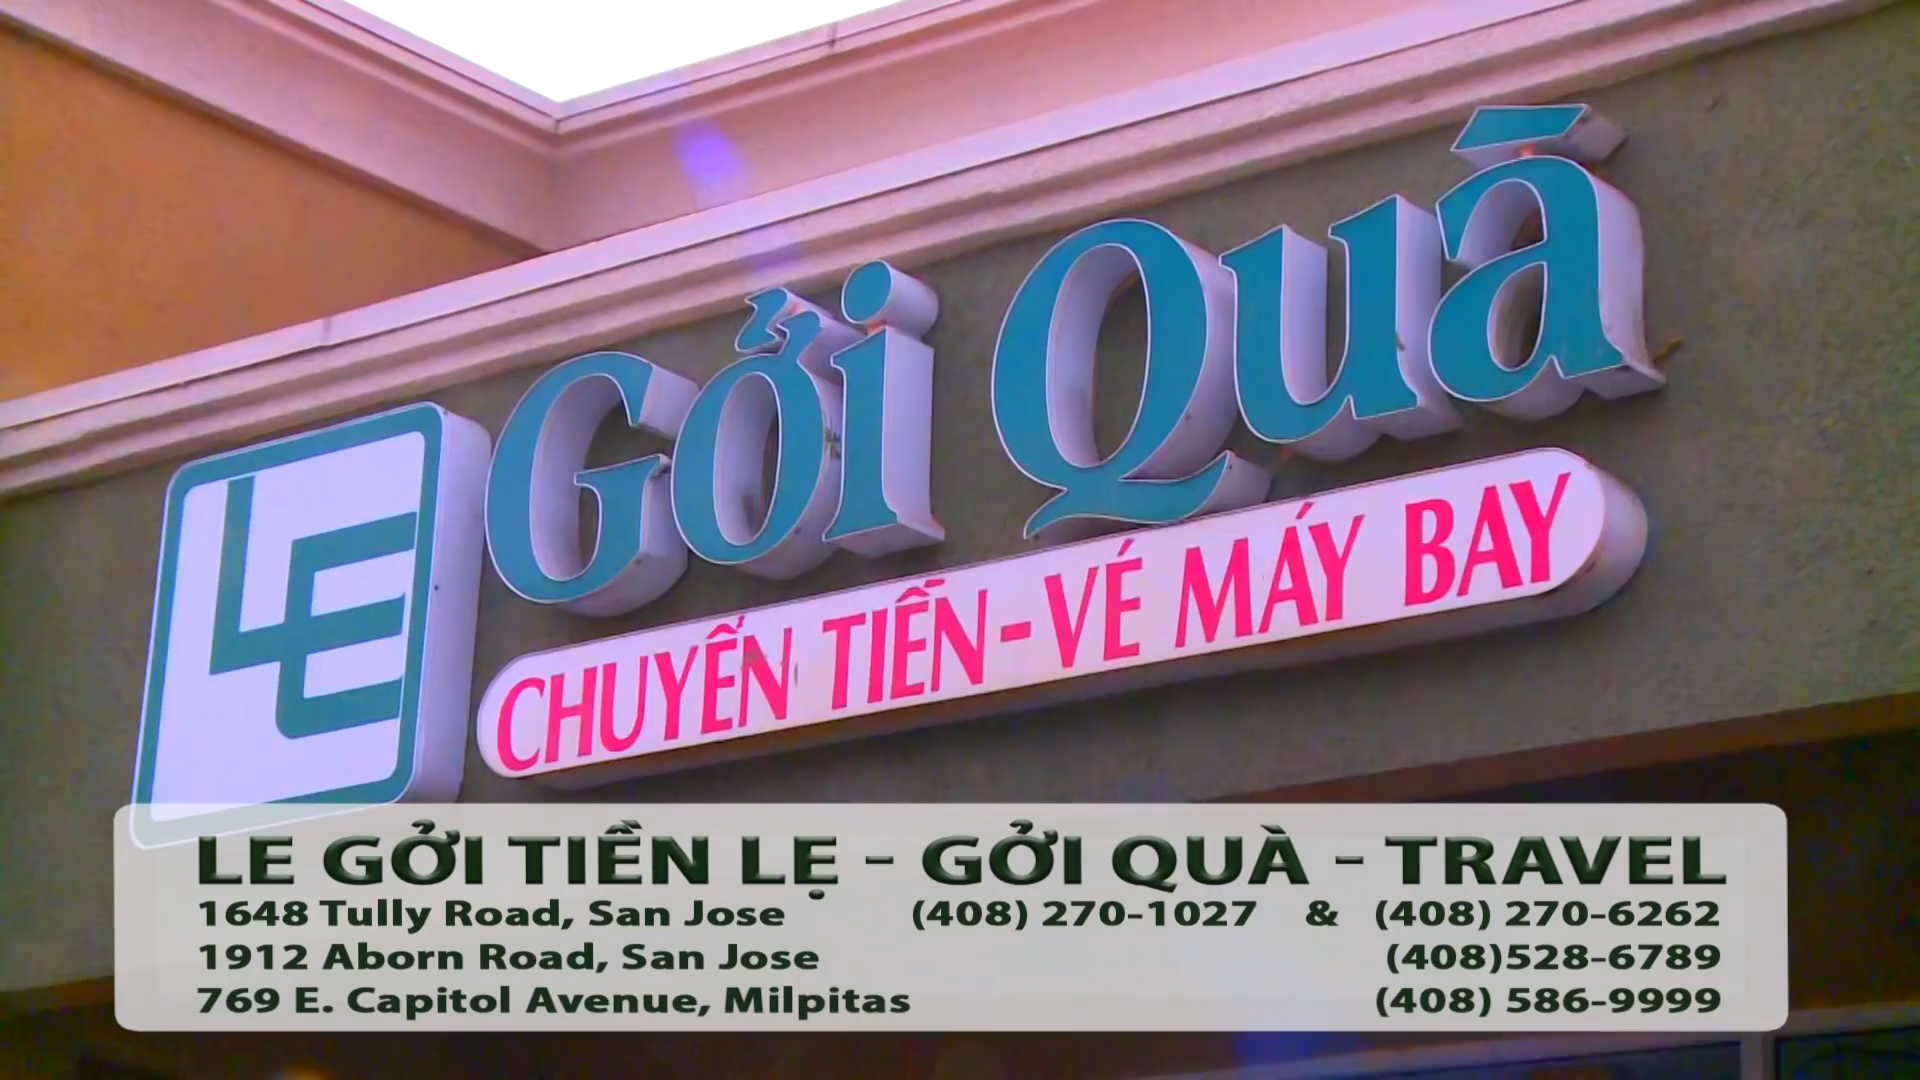 LE
Gởi Quà
CHUYỂN TIỀN-VÉ MÁY BAY
LE GỞI TIỀN LẸ - GỞI QUÀ - TRAVEL
1648 Tully Road, San Jose (408) 270-1027 & (408) 270-6262
1912 Aborn Road, San Jose (408)528-6789
769 E. Capitol Avenue, Milpitas (408) 586-9999